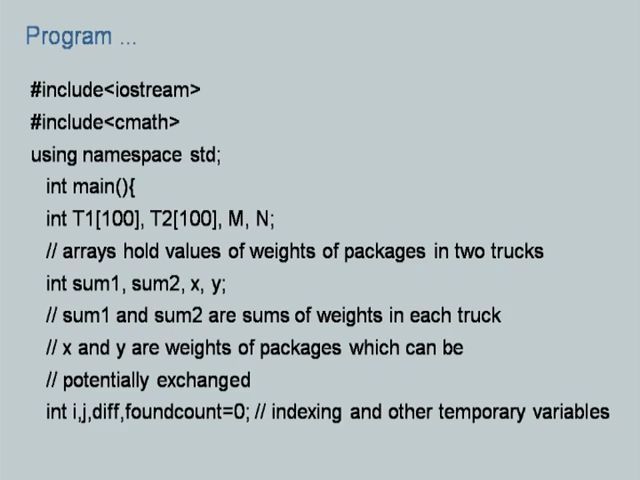 Program ...
#include<iostream>
#include<cmath>
using namespace std;
int main(){
int T1[100], T2[100], M, N;
// arrays hold values of weights of packages in two trucks
int sum1, sum2, x, y;
// sum1 and sum2 are sums of weights in each truck
// x and y are weights of packages which can be
// potentially exchanged
int i,j,diff,foundcount=0; // indexing and other temporary variables